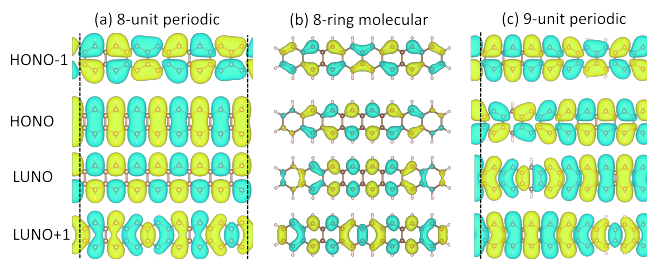 (a) 8-unit periodic (b) 8-ring molecular (c) 9-unit periodic
HONO-1
HONO
LUNO
LUNO+1